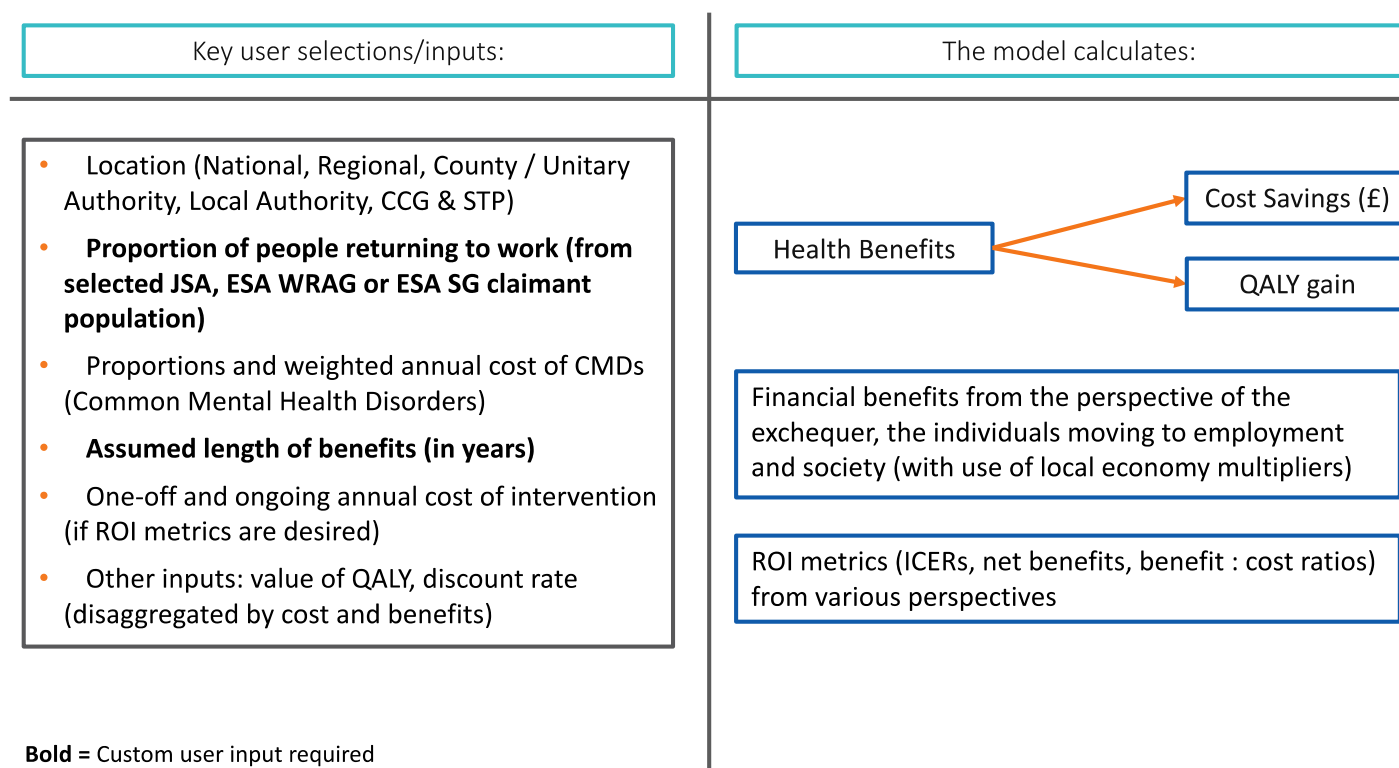 Key user selections/inputs:
• Location (National, Regional, County / Unitary
Authority, Local Authority, CCG & STP)
• Proportion of people returning to work (from
selected JSA, ESA WRAG or ESA SG claimant
population)
• Proportions and weighted annual cost of CMDs
(Common Mental Health Disorders)
• Assumed length of benefits (in years)
• One-off and ongoing annual cost of intervention
(if ROI metrics are desired)
• Other inputs: value of QALY, discount rate
(disaggregated by cost and benefits)
Bold = Custom user input required
The model calculates:
Health Benefits
Cost Savings (£)
QALY gain
Financial benefits from the perspective of the
exchequer, the individuals moving to employment
and society (with use of local economy multipliers)
ROI metrics (ICERs, net benefits, benefit : cost ratios)
from various perspectives